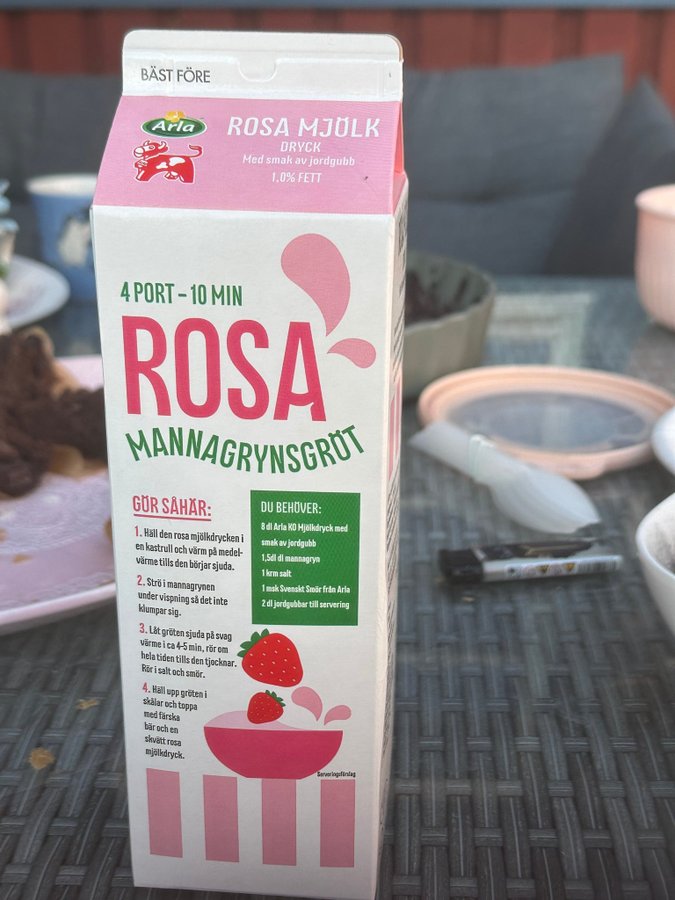 BÄST FÖRE
Arla
ROSA MJÖLK
DRYCK
Med smak av jordgubb
1,0% FETT
4 PORT – 10 MIN
ROSA
MANNAGRYNSGRÖT
GÖR SÅHÄR:
1. Häll den rosa mjölkdrycken i
en kastrull och värm på medel-
värme tills den börjar sjuda.
2. Strö i mannagrynen
under vispning så det inte
klumpar sig.
3. Låt gröten sjuda på svag
värme i ca 4-5 min, rör om
hela tiden tills den tjocknar.
Rör i salt och smör.
4. Häll upp gröten i
skålar och toppa
med färska
bär och en
skvätt rosa
mjölkdryck.
DU BEHÖVER:
8 dl Arla KO Mjölkdryck med
smak av jordgubb
1,5dl dl mannagryn
1 krm salt
1 msk Svenskt Smör från Arla
2 dl jordgubbar till servering
Serveringsförslag